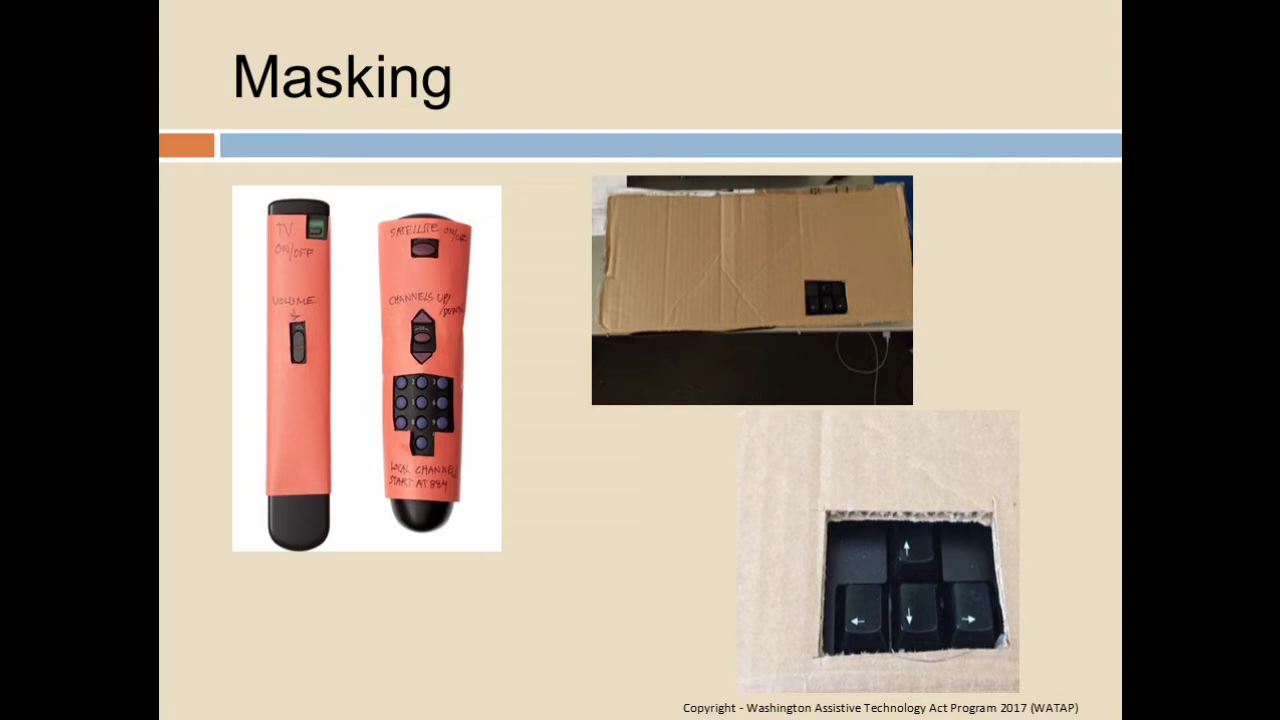 Masking
TV
ON/OFF
VOLUME
SATELLITE ON/OFF
CHANNELS UP/
DOWN
LOCAL CHANNELS
START AT 884
Copyright - Washington Assistive Technology Act Program 2017 (WATAP)